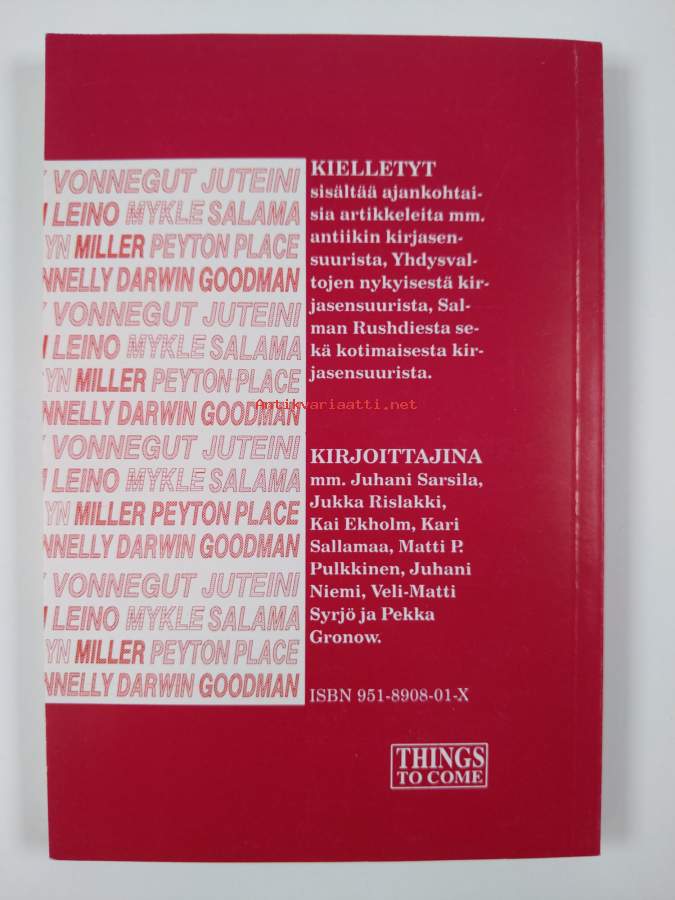 VONNEGUT JUTEINI
LEINO MYKLE SALAMA
YN MILLER PEYTON PLACE
NNELLY DARWIN GOODMAN
VONNEGUT JUTEINI
LEINO MYKLE SALAMA
YN MILLER PEYTON PLACE
NNELLY DARWIN GOODMAN
VONNEGUT JUTEINI
LEINO MYKLE SALAMA
YN MILLER PEYTON PLACE
NNELLY DARWIN GOODMAN
VONNEGUT JUTEINI
LEINO MYKLE SALAMA
YN MILLER PEYTON PLACE
NNELLY DARWIN GOODMAN
KIELLETYT
sisältää ajankohtai-
sia artikkeleita mm.
antiikin kirjasen-
suurista, Yhdysval-
tojen nykyisestä kir-
jasensuurista, Sal-
man Rushdiesta se-
kä kotimaisesta kir-
jasensuurista.
Antikvariaatti.net
KIRJOITTAJINA
mm. Juhani Sarsila,
Jukka Rislakki,
Kai Ekholm, Kari
Sallamaa, Matti P.
Pulkkinen, Juhani
Niemi, Veli-Matti
Syrjö ja Pekka
Gronow.
ISBN 951-8908-01-X
THINGS
TO COME